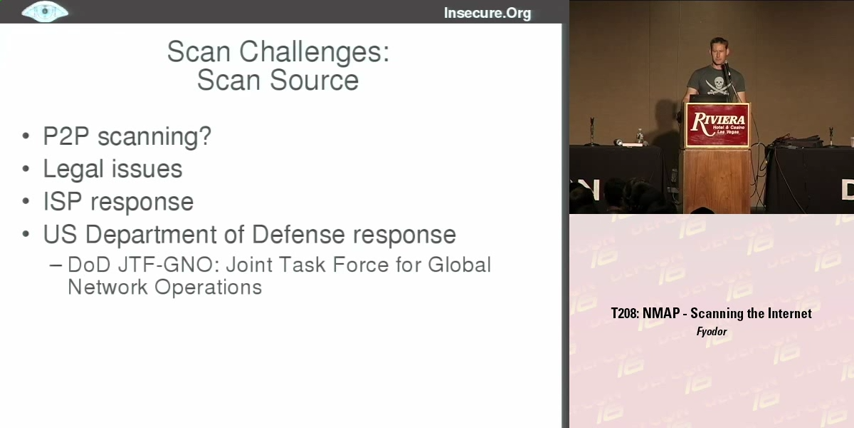 Insecure.Org
Scan Challenges:
Scan Source
• P2P scanning?
• Legal issues
• ISP response
• US Department of Defense response
– DoD JTF-GNO: Joint Task Force for Global
Network Operations
RIVIERA
Hotel & Casino
Las Vegas
N
D
T208: NMAP - Scanning the Internet
Fyodor